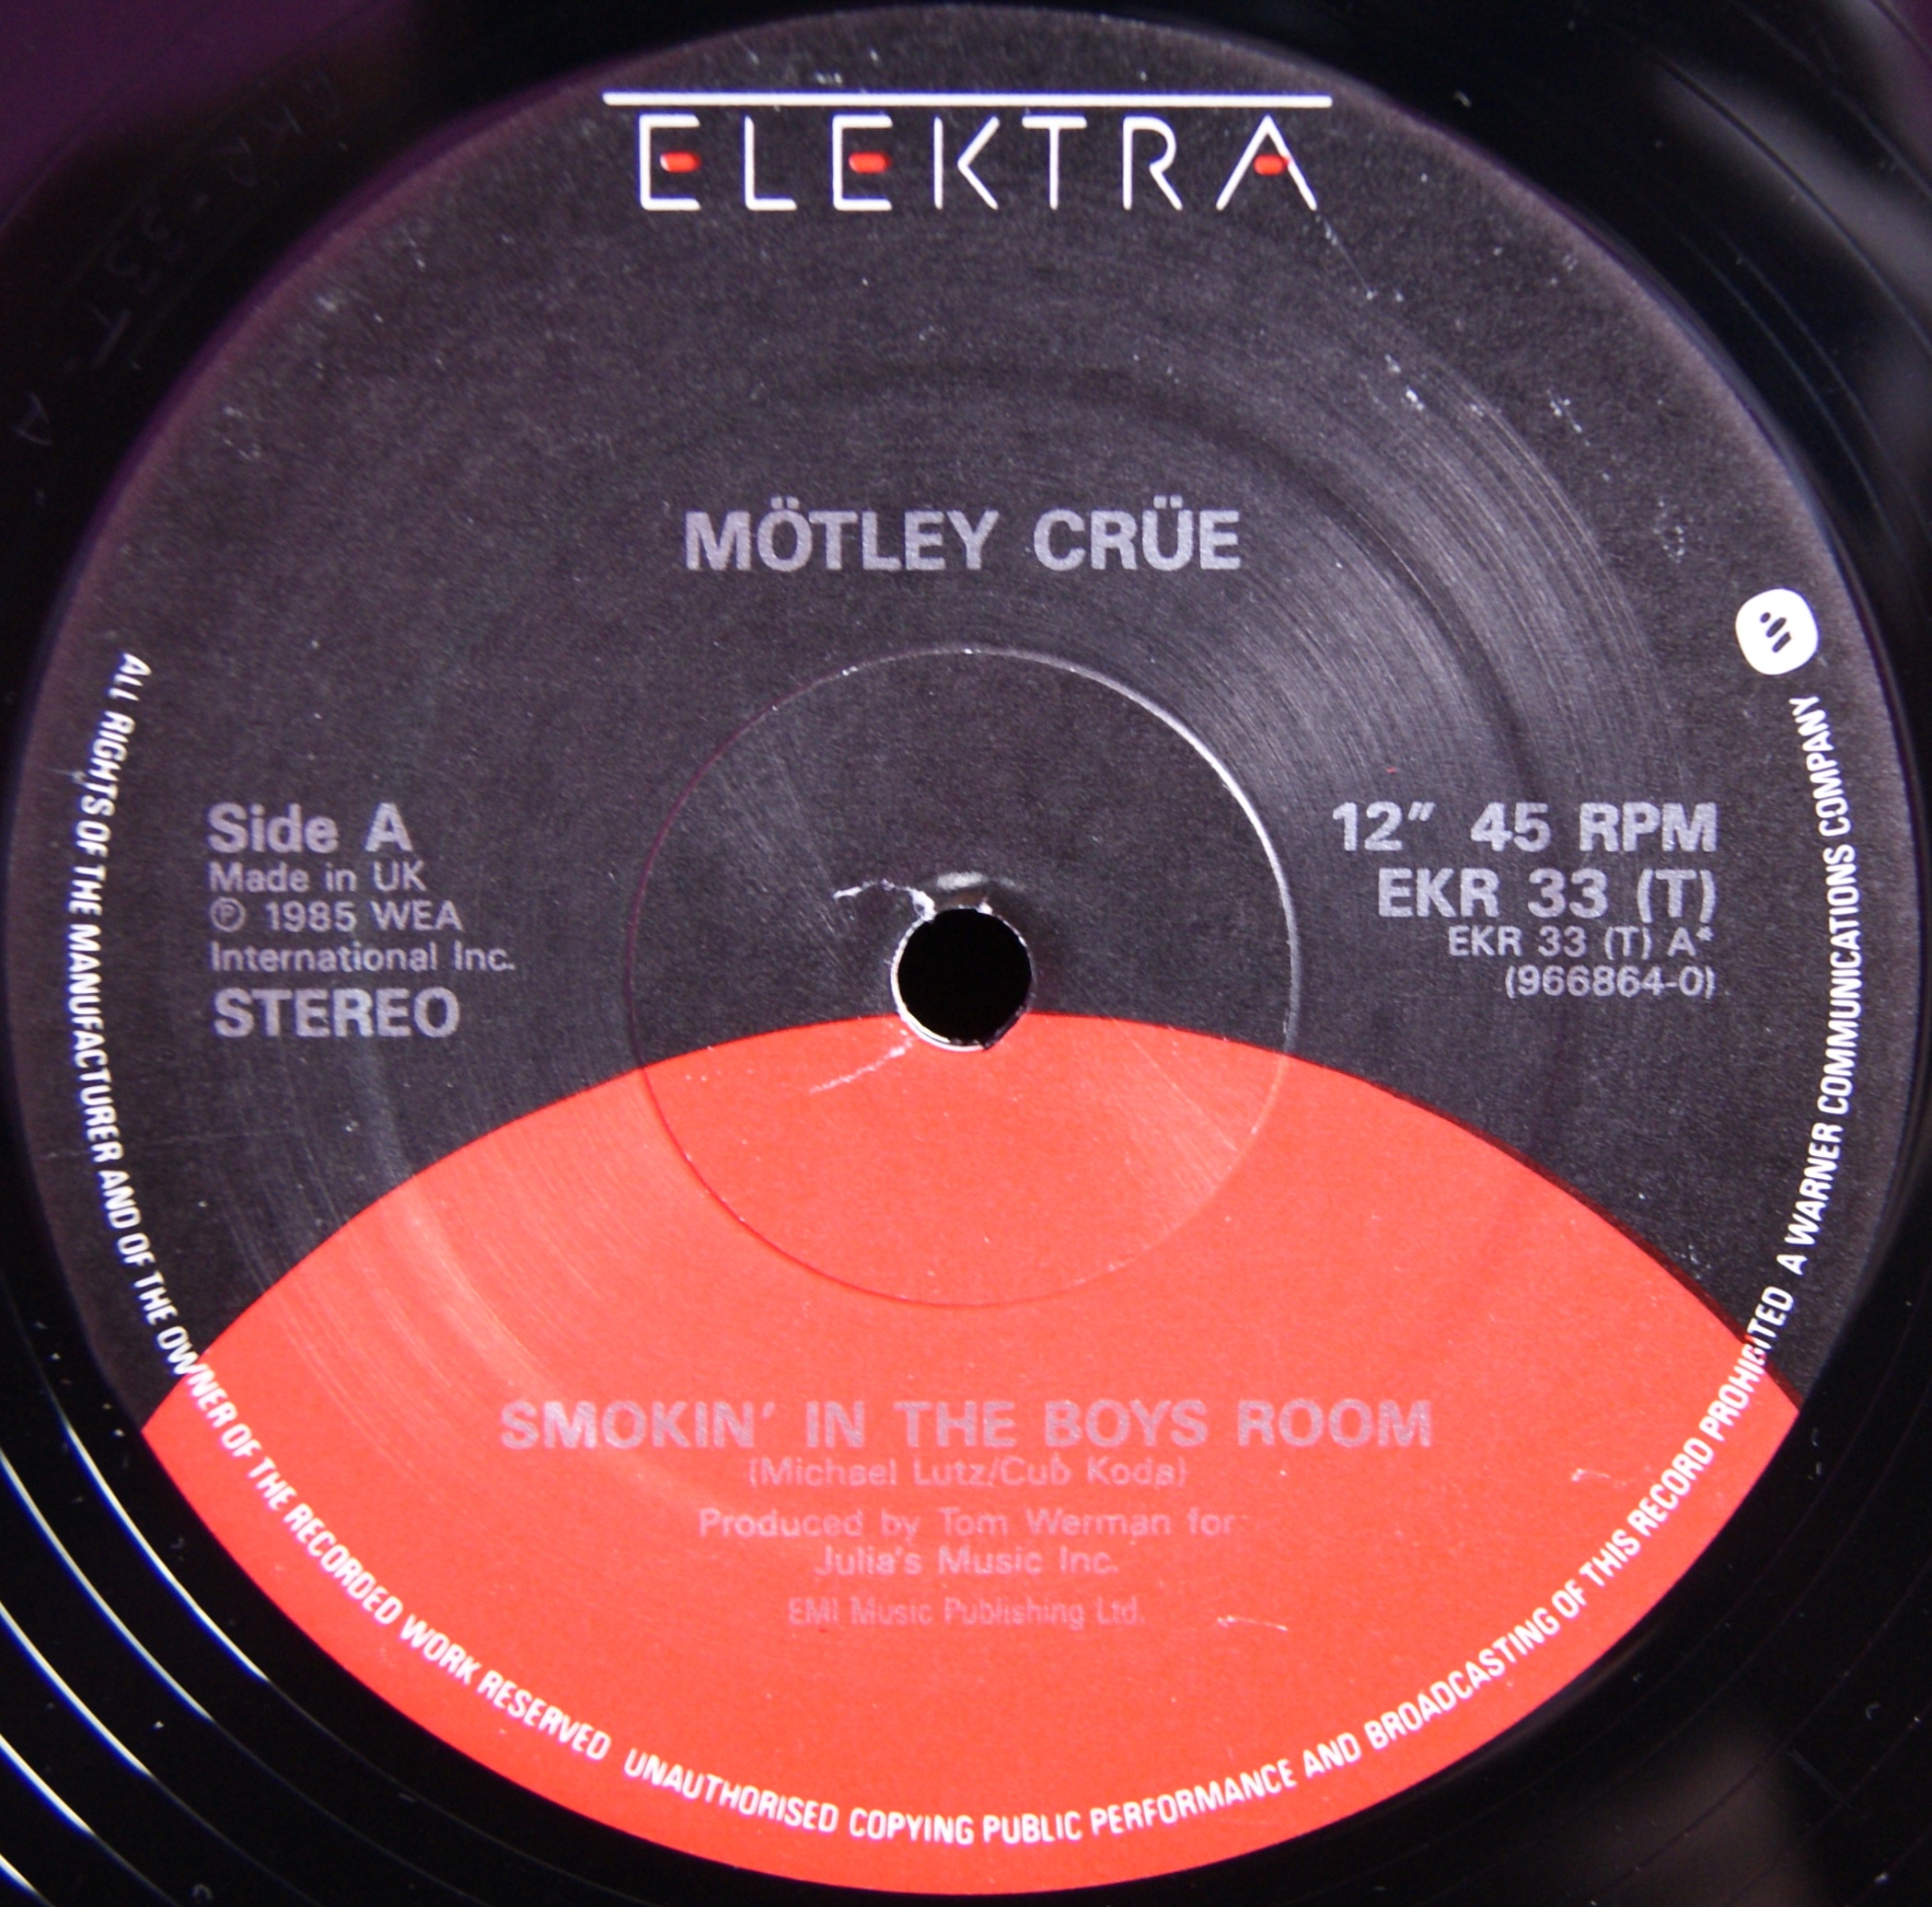 ELEKTRA
MÖTLEY CRÜE
Side A
Made in UK
Ⓟ 1985 WEA
International Inc.
STEREO
12″ 45 RPM
EKR 33 (T)
EKR 33 (T) A*
(966864-0)
SMOKIN' IN THE BOYS ROOM
(Michael Lutz/Cub Koda)
Produced by Tom Werman for
Julia's Music Inc.
EMI Music Publishing Ltd.
ALL RIGHTS OF THE MANUFACTURER AND OF THE OWNER OF THE RECORDED WORK RESERVED UNAUTHORISED COPYING PUBLIC PERFORMANCE AND BROADCASTING OF THIS RECORD PROHIBITED A WARNER COMMUNICATIONS COMPANY